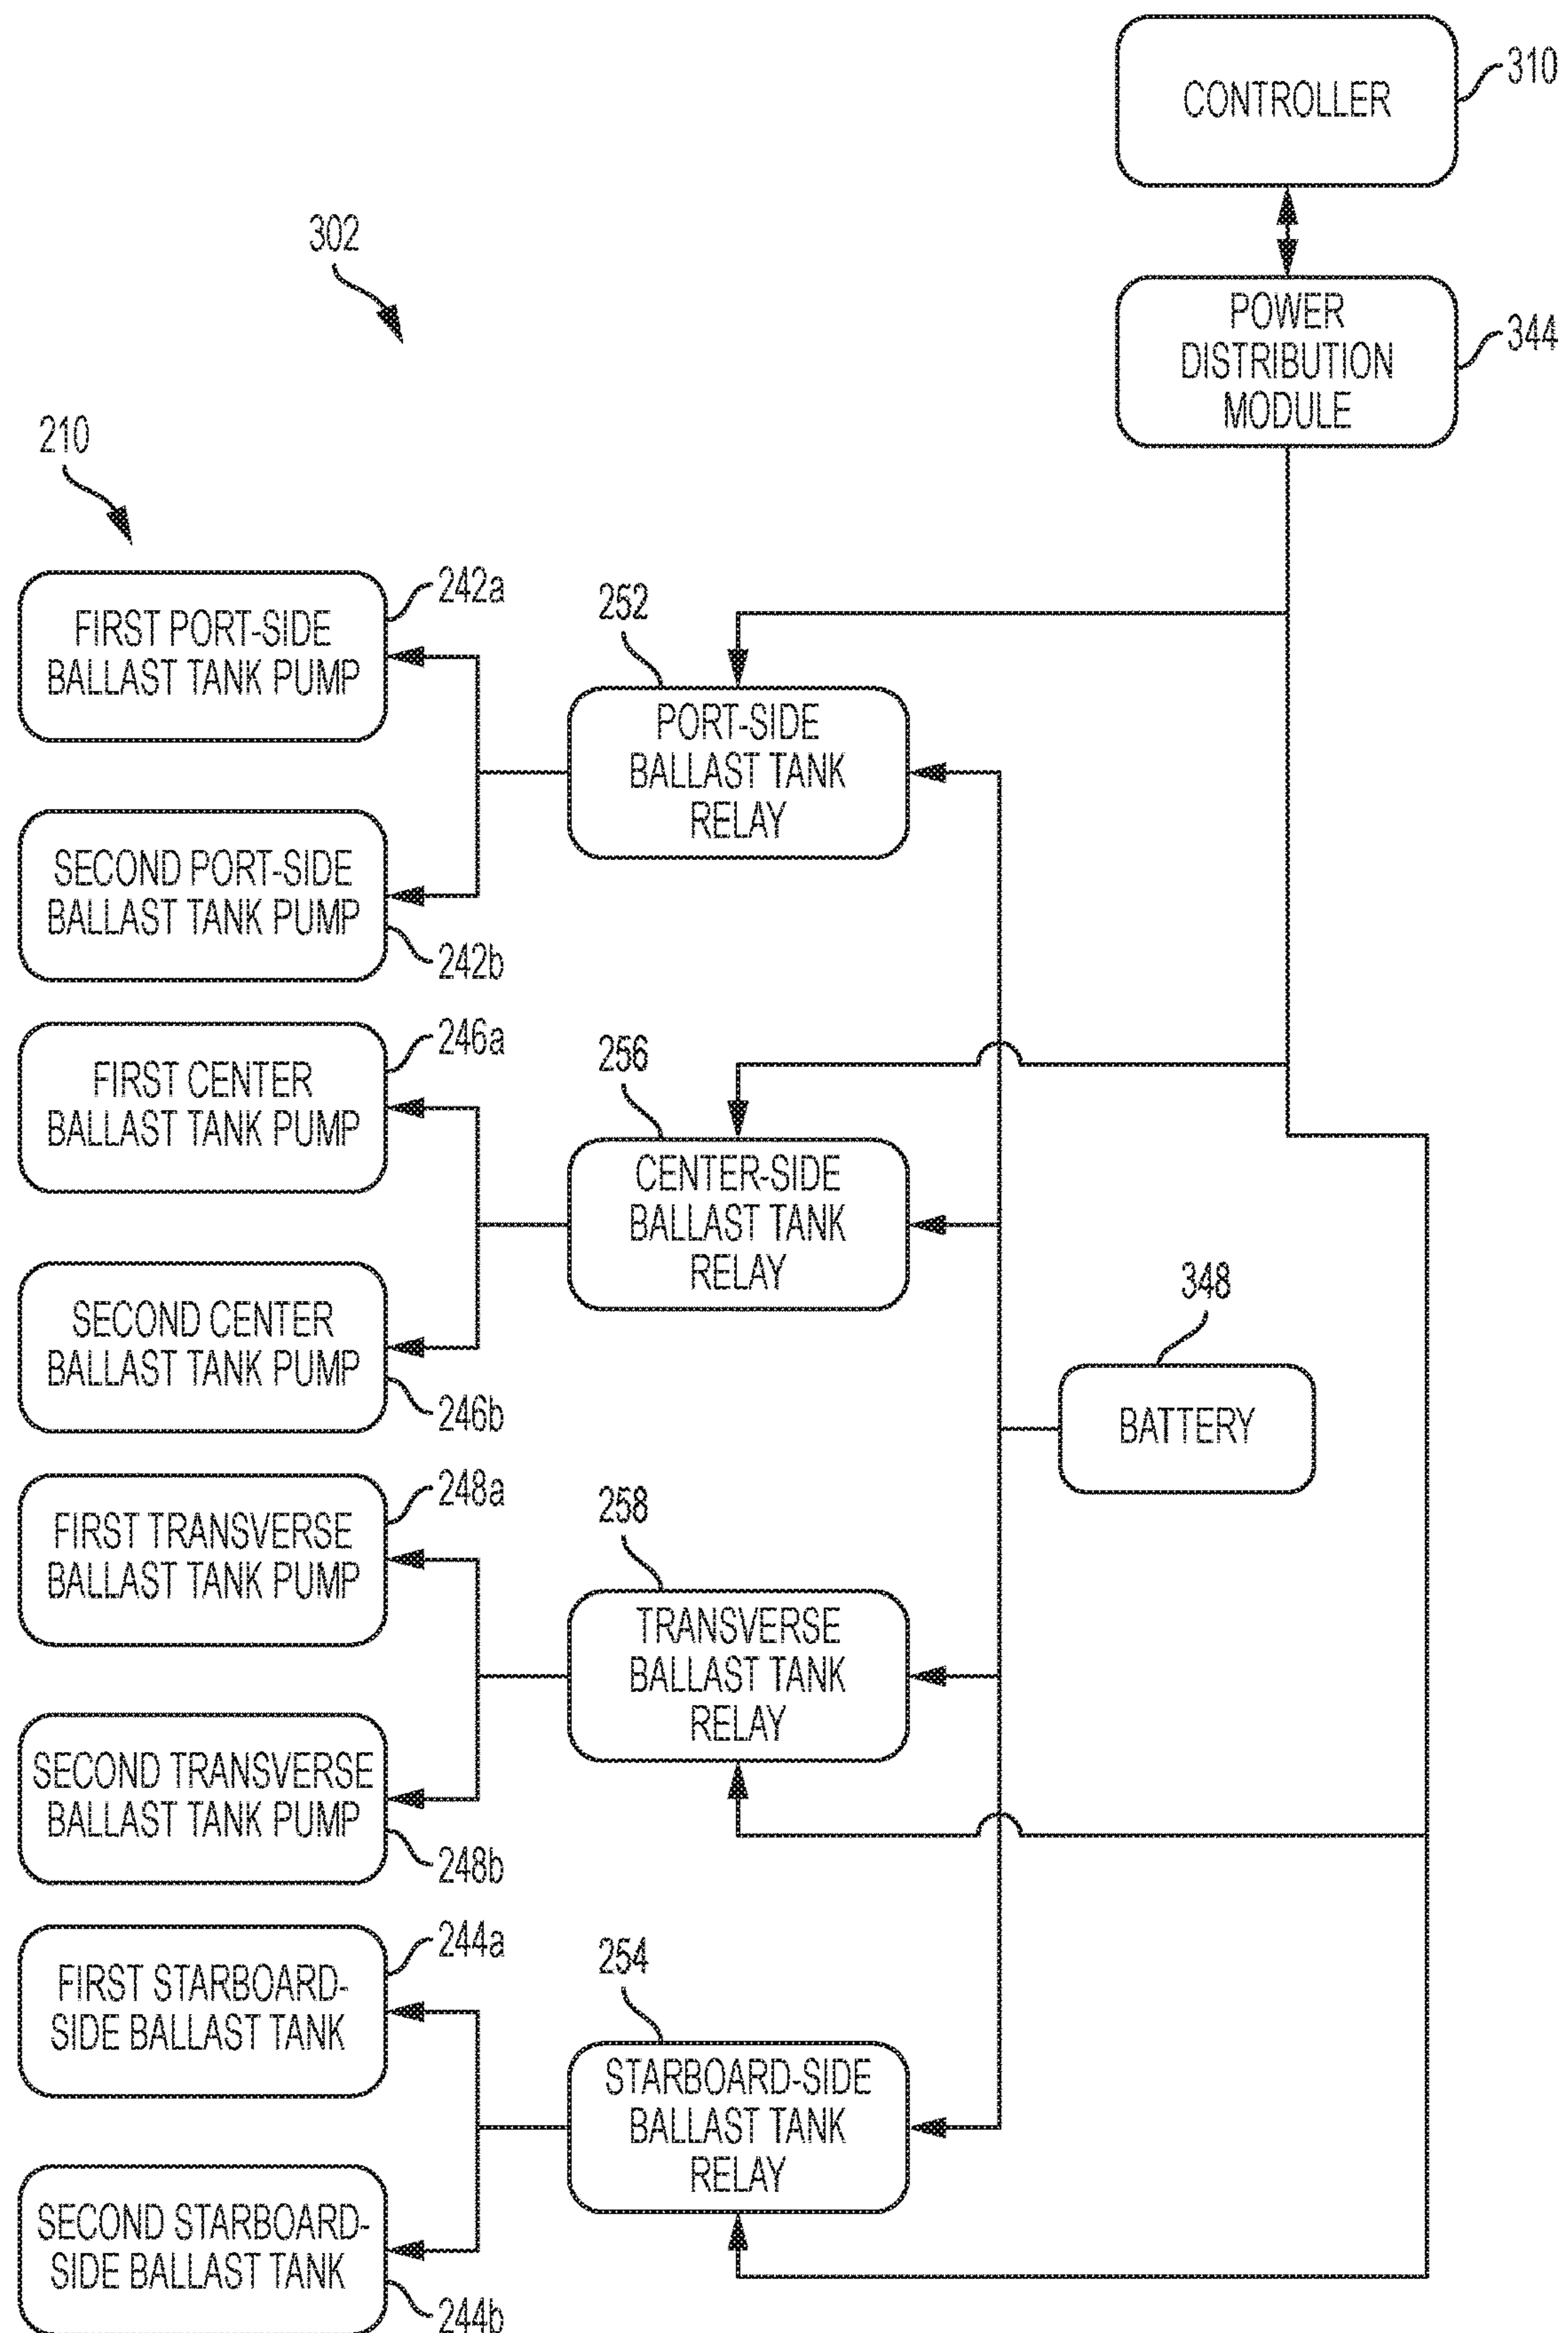 CONTROLLER
310
302
POWER
DISTRIBUTION
MODULE
344
210
FIRST PORT-SIDE
BALLAST TANK PUMP
242a
252
PORT-SIDE
BALLAST TANK
RELAY
SECOND PORT-SIDE
BALLAST TANK PUMP
242b
FIRST CENTER
BALLAST TANK PUMP
246a
256
CENTER-SIDE
BALLAST TANK
RELAY
SECOND CENTER
BALLAST TANK PUMP
246b
348
BATTERY
FIRST TRANSVERSE
BALLAST TANK PUMP
248a
258
TRANSVERSE
BALLAST TANK
RELAY
SECOND TRANSVERSE
BALLAST TANK PUMP
248b
FIRST STARBOARD-
SIDE BALLAST TANK
244a
254
STARBOARD-SIDE
BALLAST TANK
RELAY
SECOND STARBOARD-
SIDE BALLAST TANK
244b